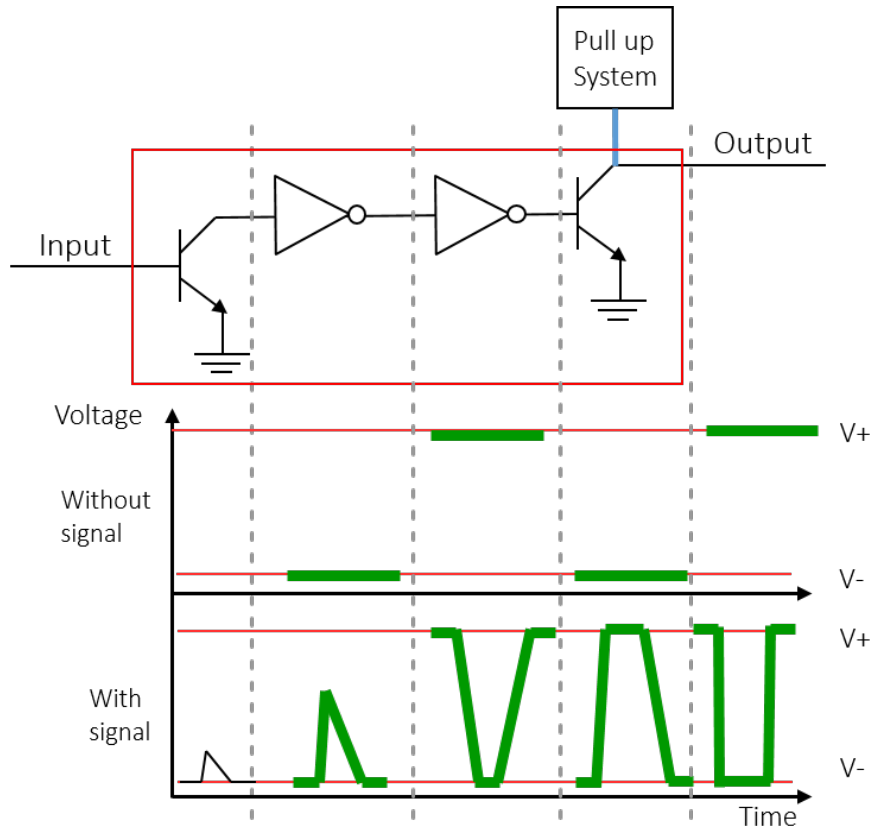 Pull up
System
Output
Input
Voltage
V+
Without
signal
V-
V+
With
signal
V-
Time